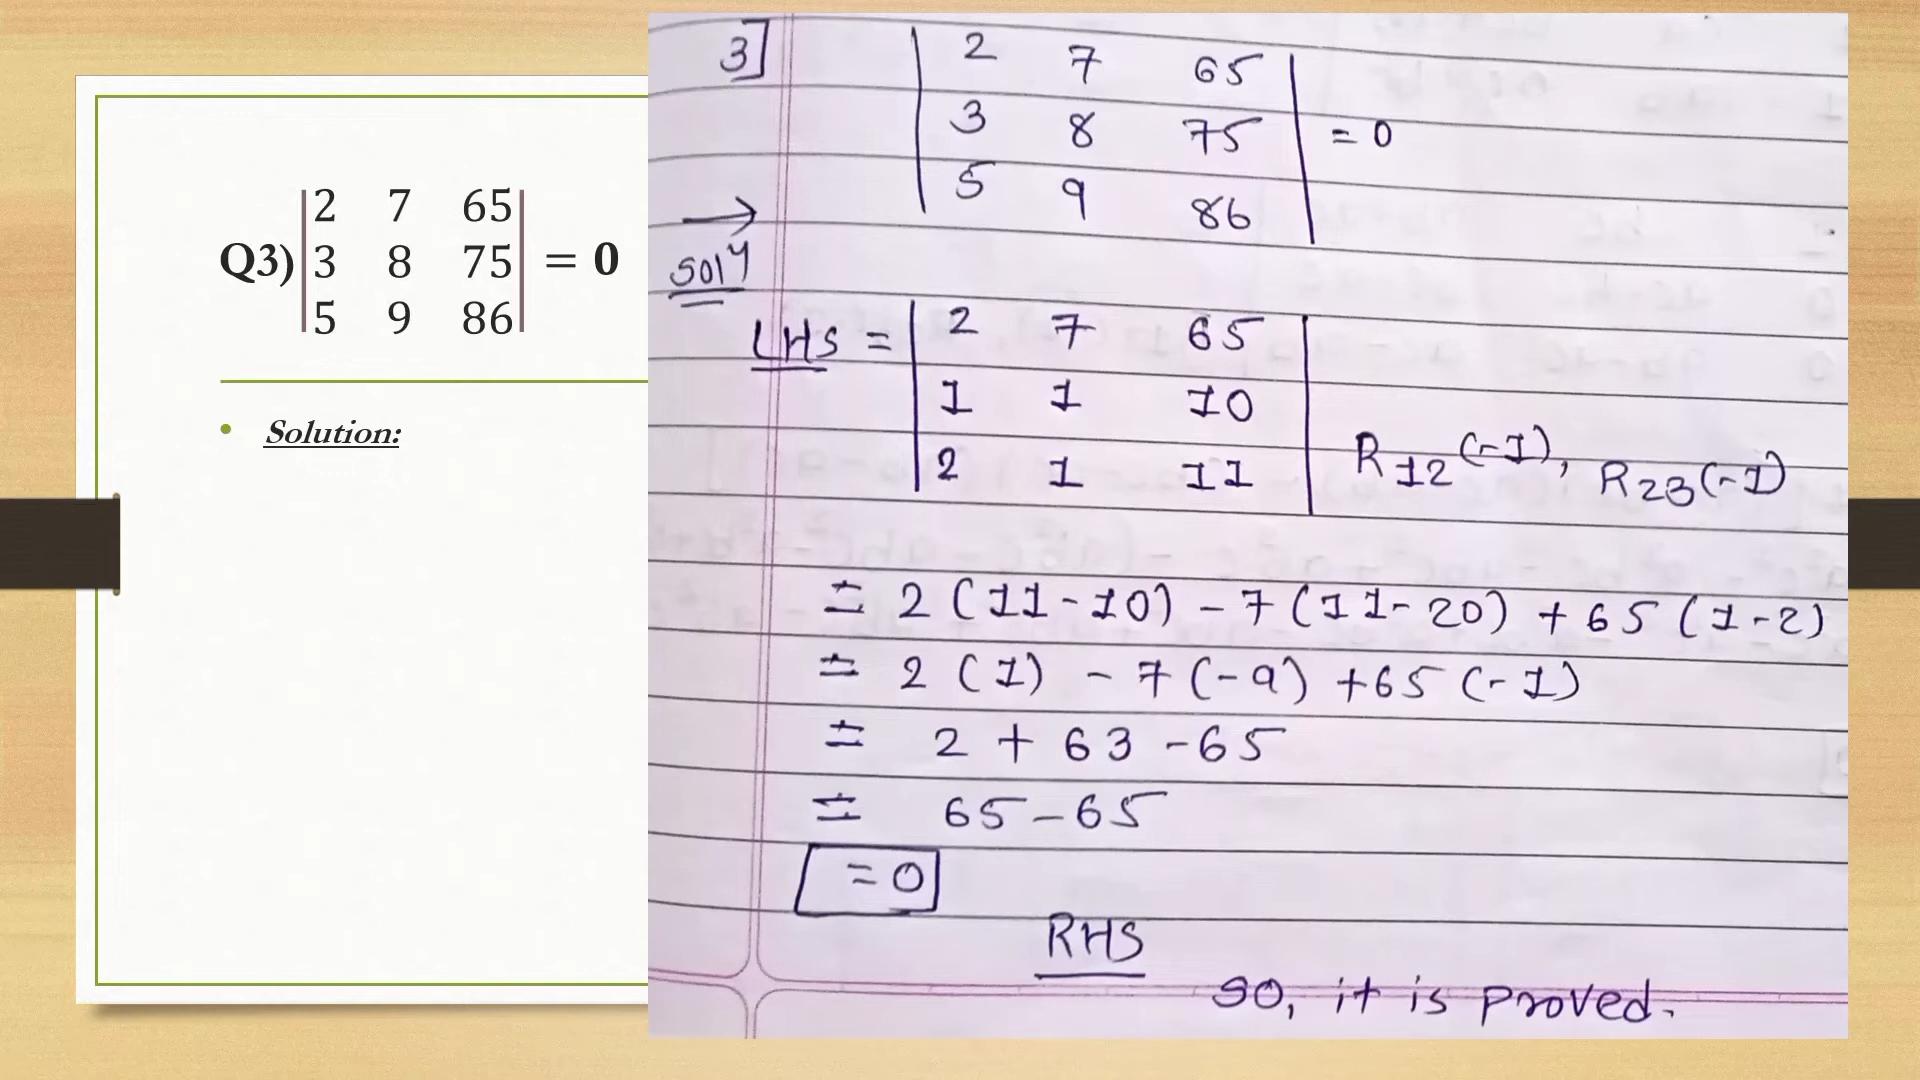 Q3) |2 7 65|
|3 8 75| = 0
|5 9 86|
• Solution:
3] | 2 7 65 |
| 3 8 75 | = 0
| 5 9 86 |
→
Solⁿ
LHS = | 2 7 65 |
| 1 1 10 |
| 2 1 11 | R₁₂(-1), R₂₃(-1)
= 2 (11-10) - 7 (11-20) + 65 (1-2)
= 2 (1) - 7 (-9) +65 (-1)
= 2 + 63 -65
= 65-65
= 0
RHS
so, it is proved.